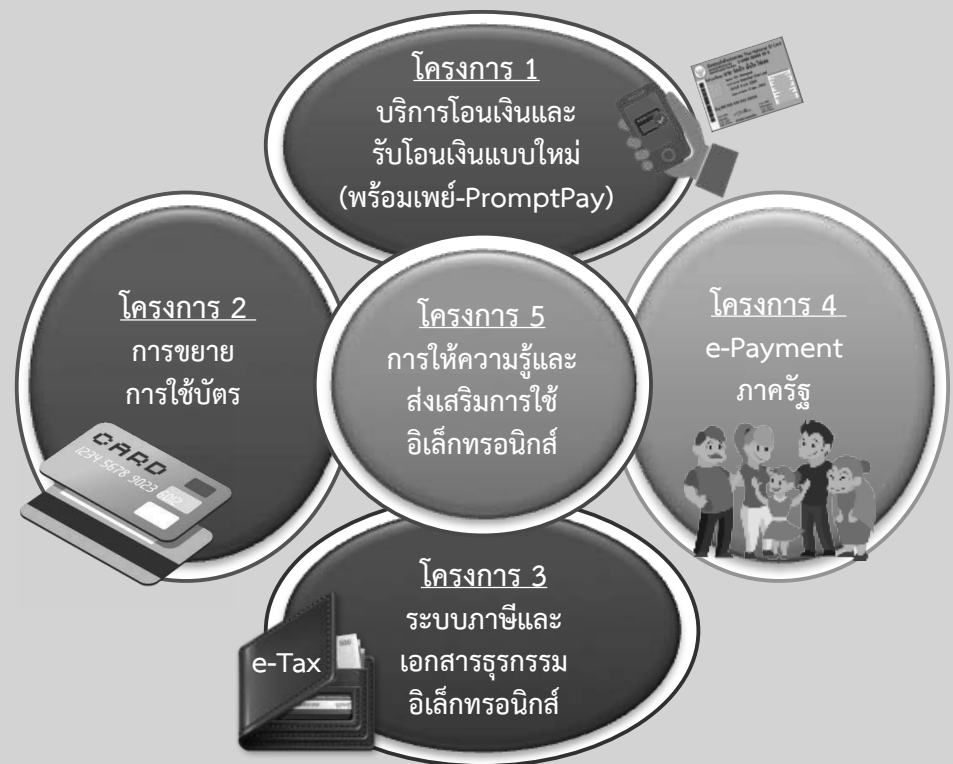 โครงการ 1
บริการโอนเงินและ
รับโอนเงินแบบใหม่
(พร้อมเพย์-PromptPay)
โครงการ 2
การขยาย
การใช้บัตร
CARD
1234 5678 9023 6012
โครงการ 5
การให้ความรู้และ
ส่งเสริมการใช้
อิเล็กทรอนิกส์
โครงการ 4
e-Payment
ภาครัฐ
โครงการ 3
ระบบภาษีและ
เอกสารธุรกรรม
อิเล็กทรอนิกส์
e-Tax